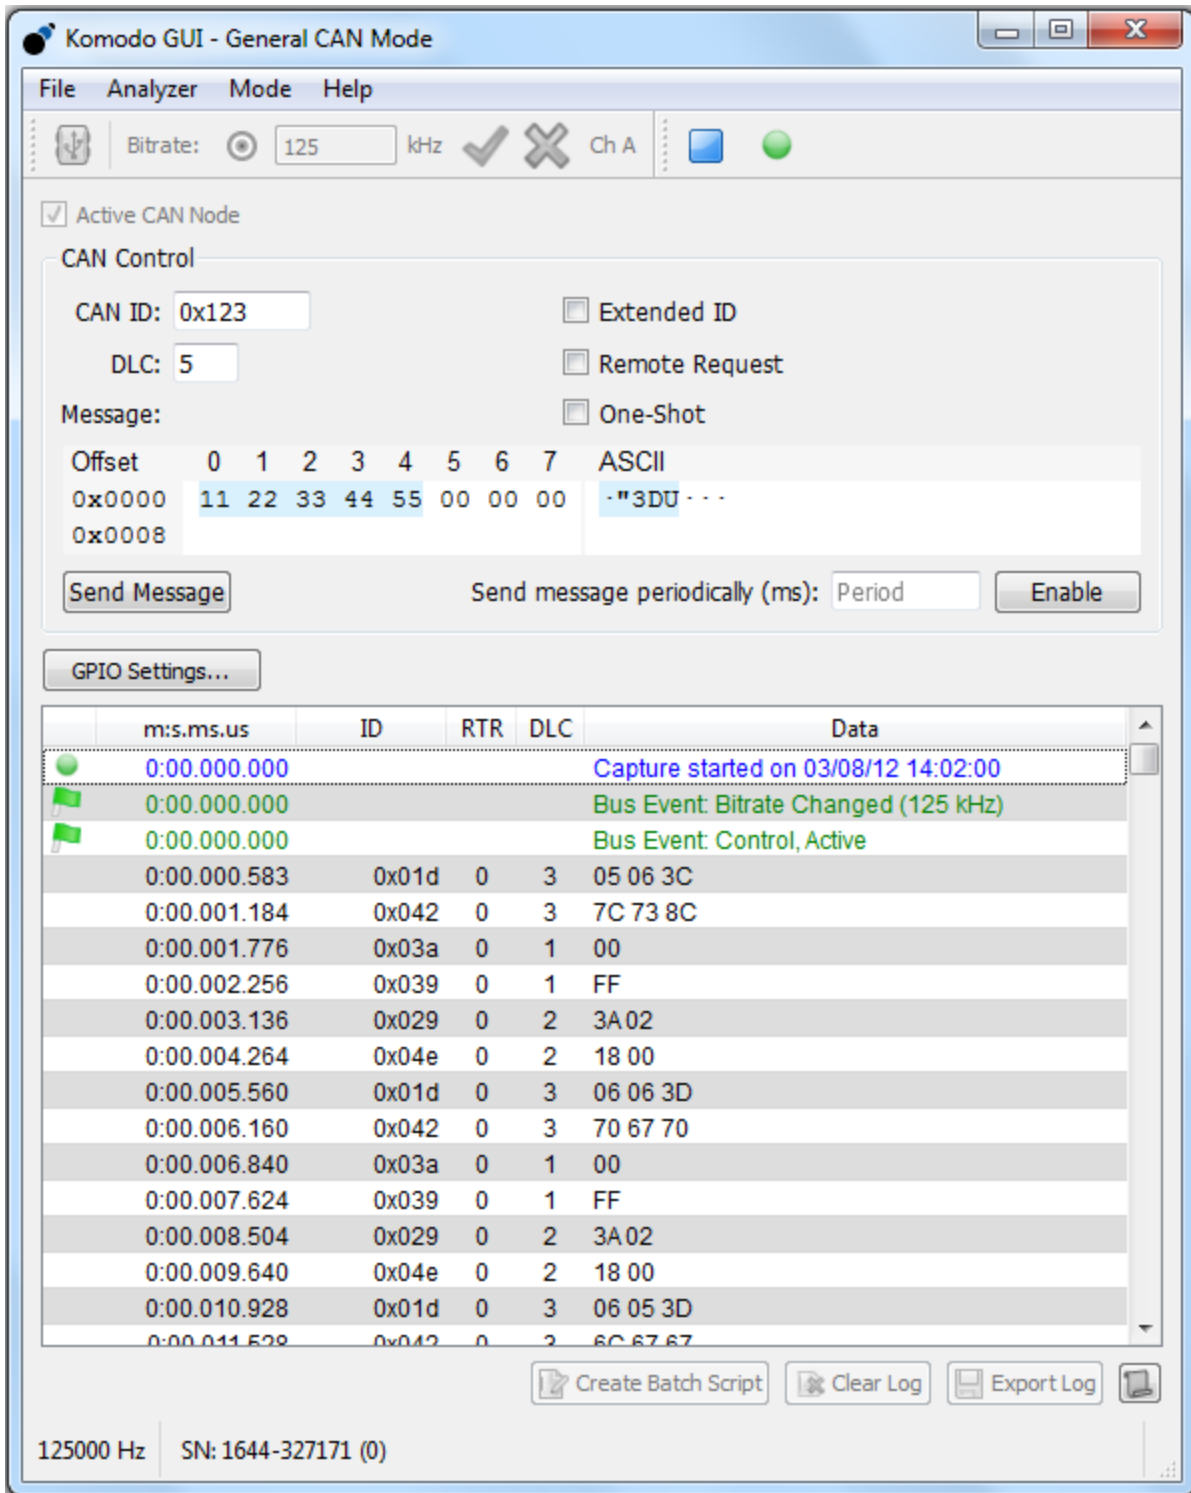 Komodo GUI - General CAN Mode
File Analyzer Mode Help
Bitrate: 125 kHz Ch A
Active CAN Node
CAN Control
CAN ID: 0x123 Extended ID
DLC: 5 Remote Request
Message: One-Shot
Offset 0 1 2 3 4 5 6 7 ASCII
0x0000 11 22 33 44 55 00 00 00 ·"3DU···
0x0008
Send Message Send message periodically (ms): Period Enable
GPIO Settings...
m:s.ms.us ID RTR DLC Data
0:00.000.000 Capture started on 03/08/12 14:02:00
0:00.000.000 Bus Event: Bitrate Changed (125 kHz)
0:00.000.000 Bus Event: Control, Active
0:00.000.583 0x01d 0 3 05 06 3C
0:00.001.184 0x042 0 3 7C 73 8C
0:00.001.776 0x03a 0 1 00
0:00.002.256 0x039 0 1 FF
0:00.003.136 0x029 0 2 3A 02
0:00.004.264 0x04e 0 2 18 00
0:00.005.560 0x01d 0 3 06 06 3D
0:00.006.160 0x042 0 3 70 67 70
0:00.006.840 0x03a 0 1 00
0:00.007.624 0x039 0 1 FF
0:00.008.504 0x029 0 2 3A 02
0:00.009.640 0x04e 0 2 18 00
0:00.010.928 0x01d 0 3 06 05 3D
0:00.011.528 0x042 0 3 6C 67 67
Create Batch Script Clear Log Export Log
125000 Hz SN: 1644-327171 (0)